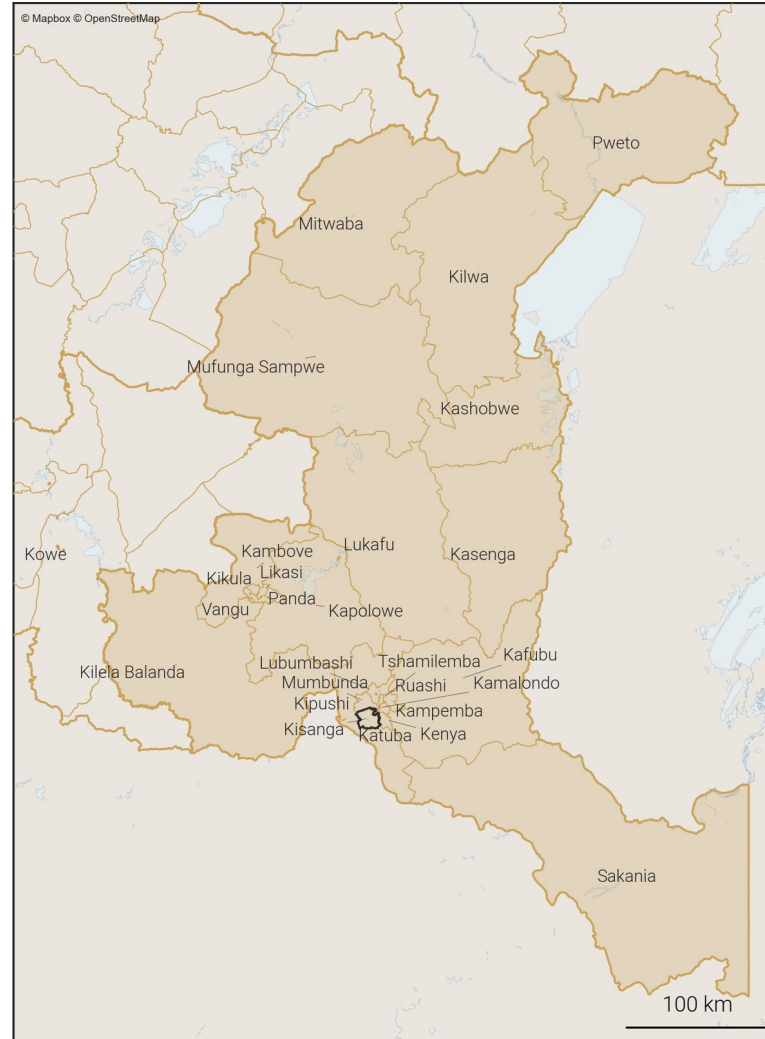 © Mapbox © OpenStreetMap
Pweto
Mitwaba
Kilwa
Mufunga Sampwe
Kashobwe
Lukafu
Kambove
Kasenga
Kowe
Likasi
Kikula
Panda
Vangu
Kapolowe
Kafubu
Lubumbashi
Tshamilemba
Kilela Balanda
Mumbunda
Ruashi
Kamalondo
Kipushi
Kampemba
Kisanga
Katuba
Kenya
Sakania
100 km